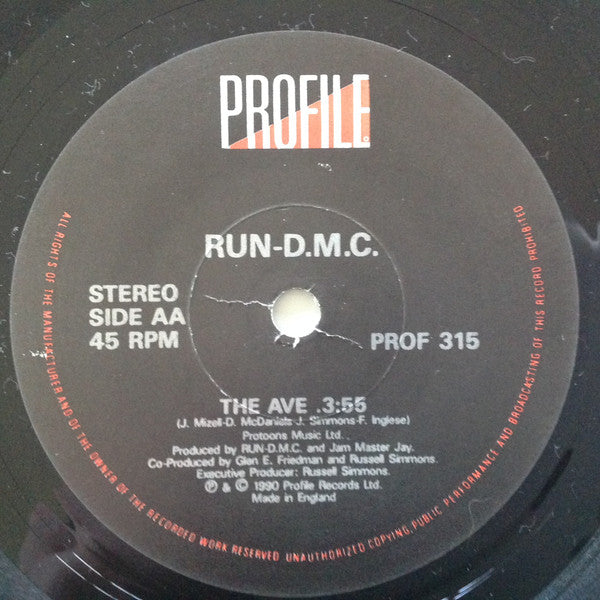 PROFILE
RUN-D.M.C.
STEREO
SIDE AA
45 RPM
PROF 315
THE AVE .3:55
(J. Mizell-D. McDaniels-J. Simmons-F. Inglese)
Protoons Music Ltd.
Produced by RUN-D.M.C. and Jam Master Jay.
Co-Produced by Glen E. Friedman and Russell Simmons.
Executive Producer: Russell Simmons.
℗ & © 1990 Profile Records Ltd.
Made in England
ALL RIGHTS OF THE MANUFACTURER AND OF THE OWNER OF THE RECORDED WORK RESERVED UNAUTHORIZED COPYING, PUBLIC PERFORMANCE AND BROADCASTING OF THIS RECORD PROHIBITED